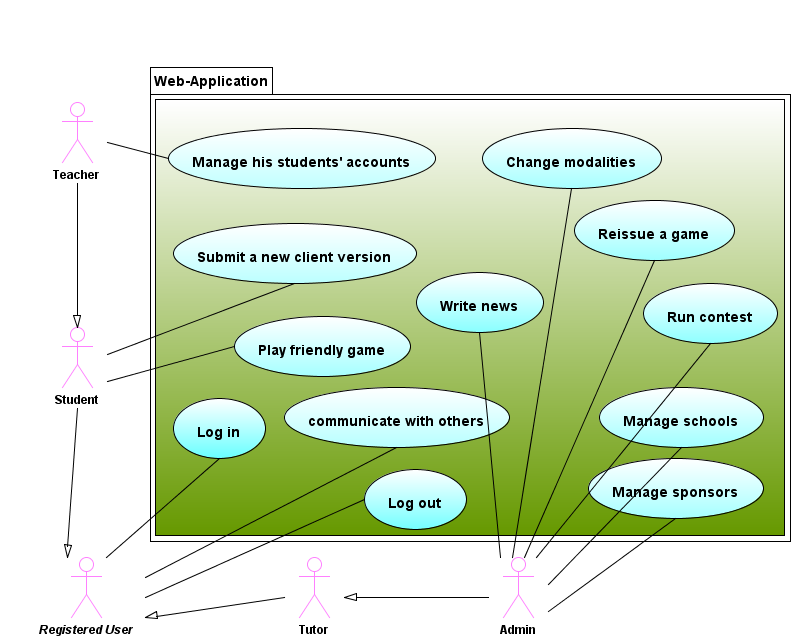 Web-Application
Teacher
Manage his students' accounts
Change modalities
Reissue a game
Submit a new client version
Write news
Run contest
Play friendly game
Student
Log in
communicate with others
Manage schools
Log out
Manage sponsors
Registered User
Tutor
Admin